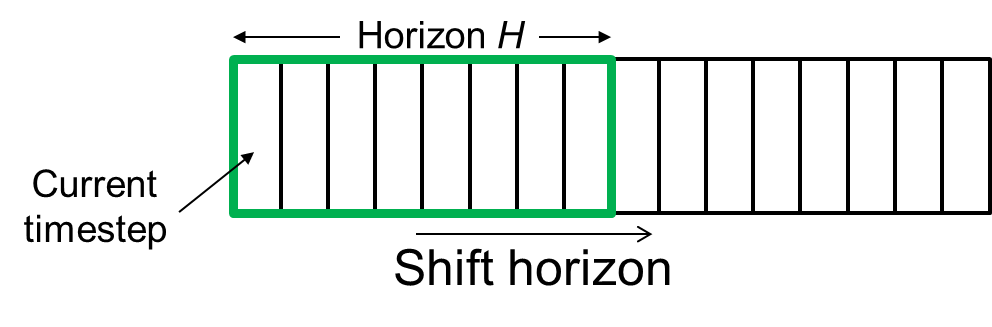 Horizon H
Current
timestep
Shift horizon